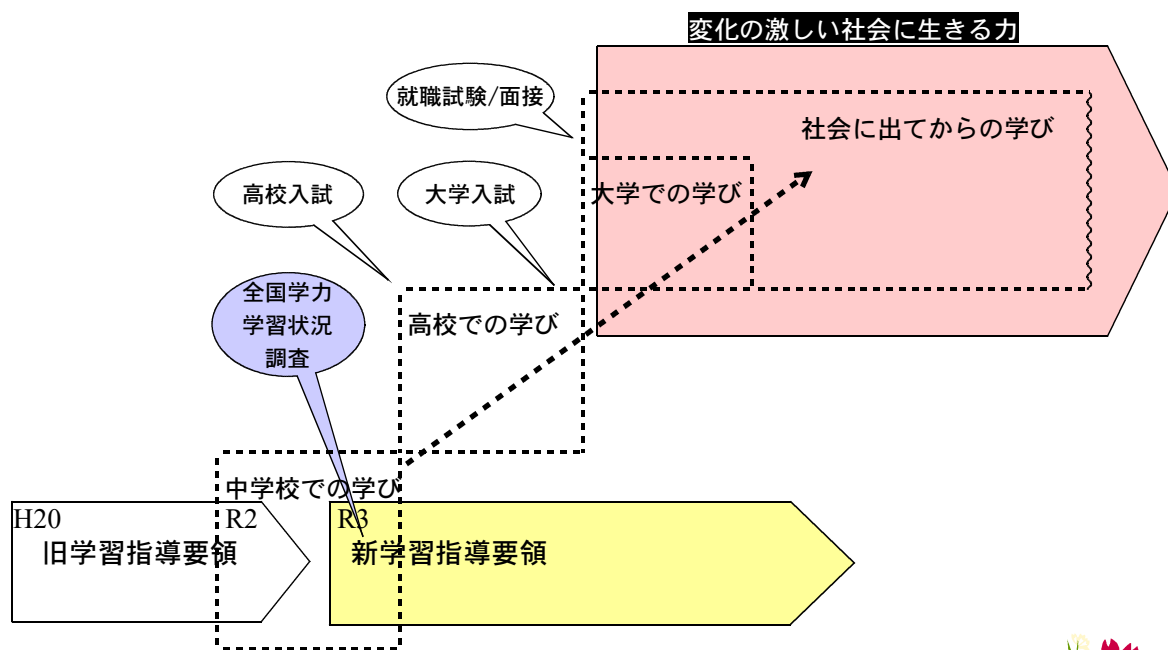 変化の激しい社会に生きる力
就職試験/面接
社会に出てからの学び
高校入試
大学入試
大学での学び
全国学力
学習状況
調査
高校での学び
中学校での学び
H20
R2
R3
旧学習指導要領
新学習指導要領